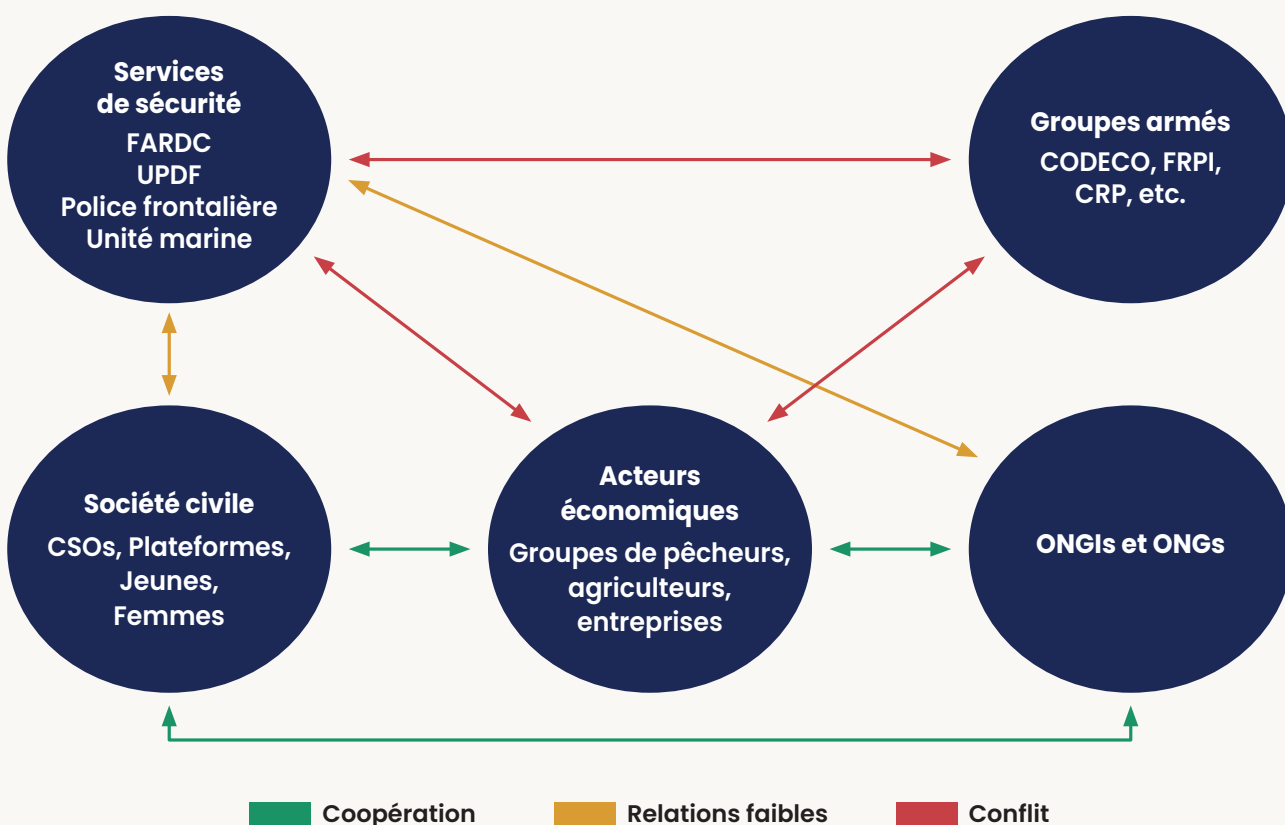 Services
de sécurité
FARDC
UPDF
Police frontalière
Unité marine
Groupes armés
CODECO, FRPI,
CRP, etc.
Société civile
CSOs, Plateformes,
Jeunes,
Femmes
Acteurs
économiques
Groupes de pêcheurs,
agriculteurs,
entreprises
ONGIs et ONGs
Coopération
Relations faibles
Conflit